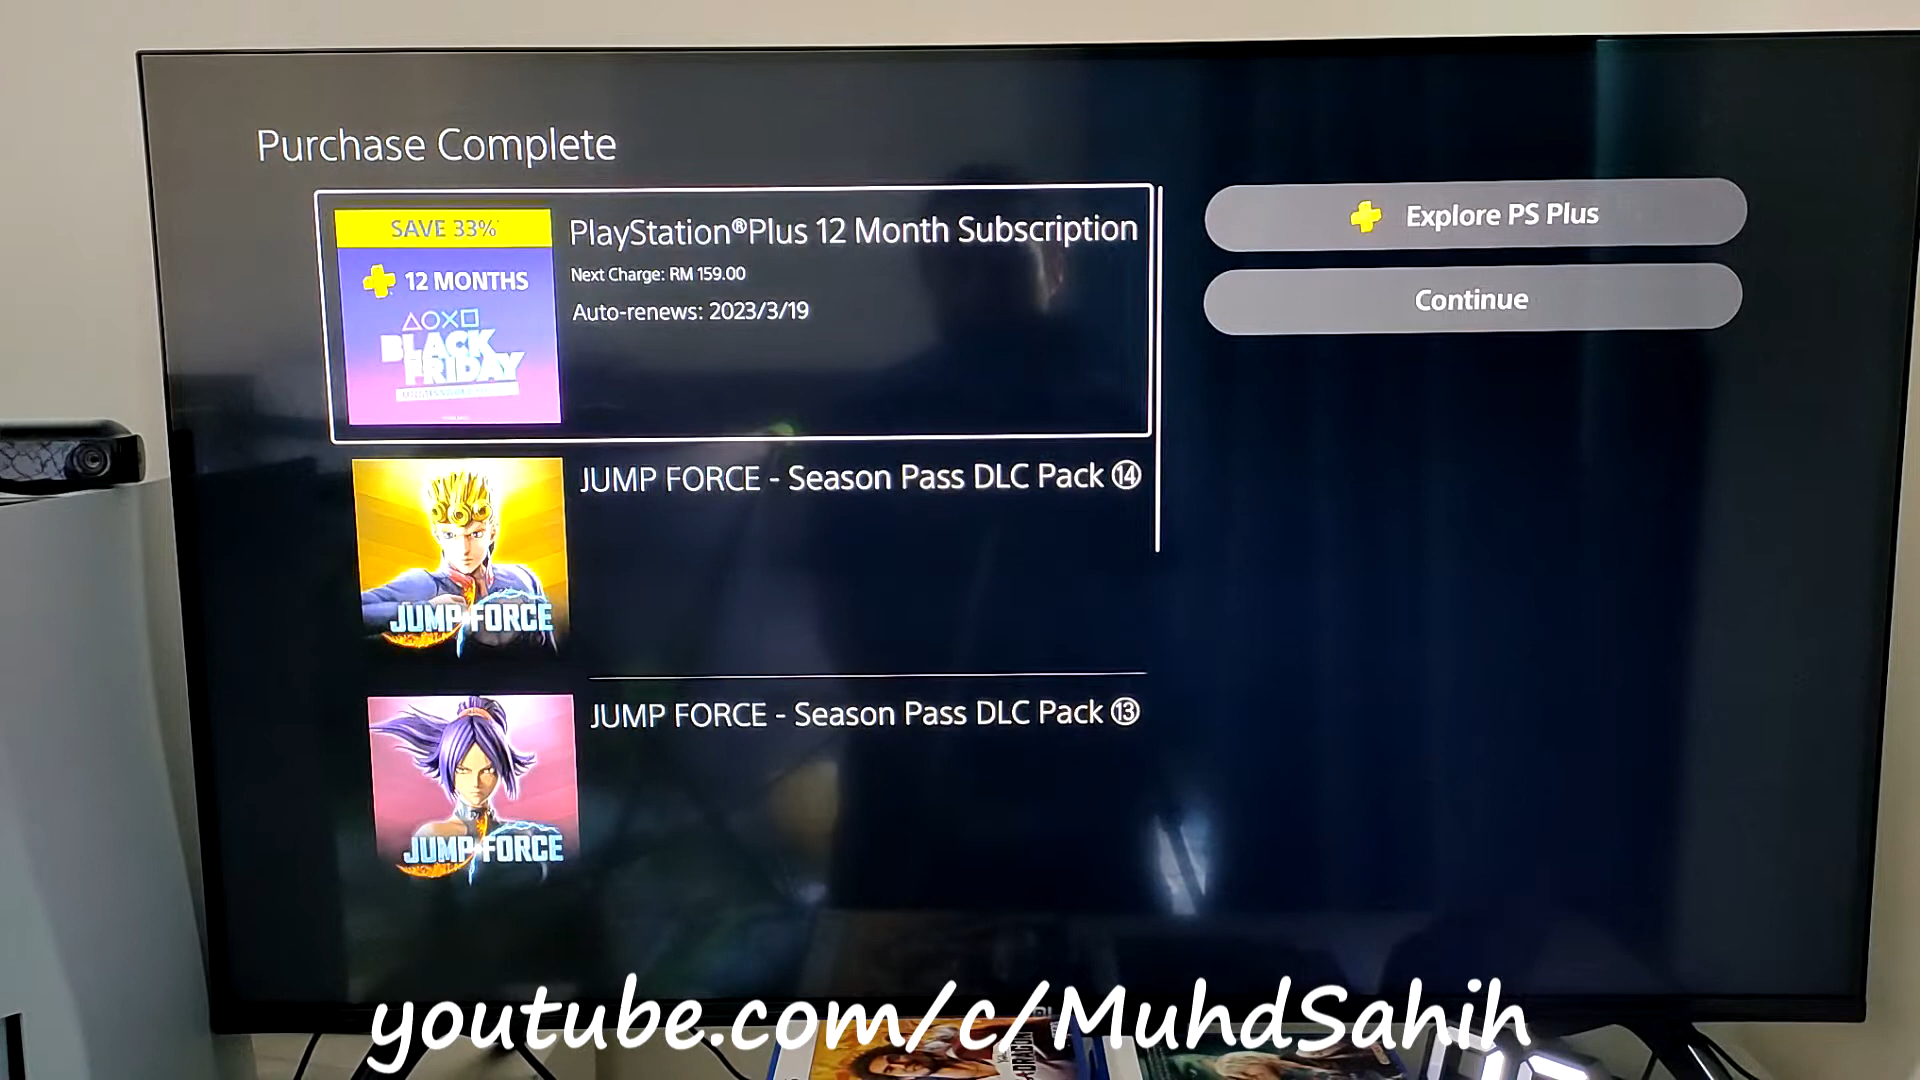 Purchase Complete
SAVE 33%
12 MONTHS
BLACK
FRIDAY
PlayStation®Plus 12 Month Subscription
Next Charge: RM 159.00
Auto-renews: 2023/3/19
Explore PS Plus
Continue
JUMP FORCE - Season Pass DLC Pack ⑭
JUMP FORCE
JUMP FORCE - Season Pass DLC Pack ⑬
JUMP FORCE
youtube.com/c/MuhdSahih